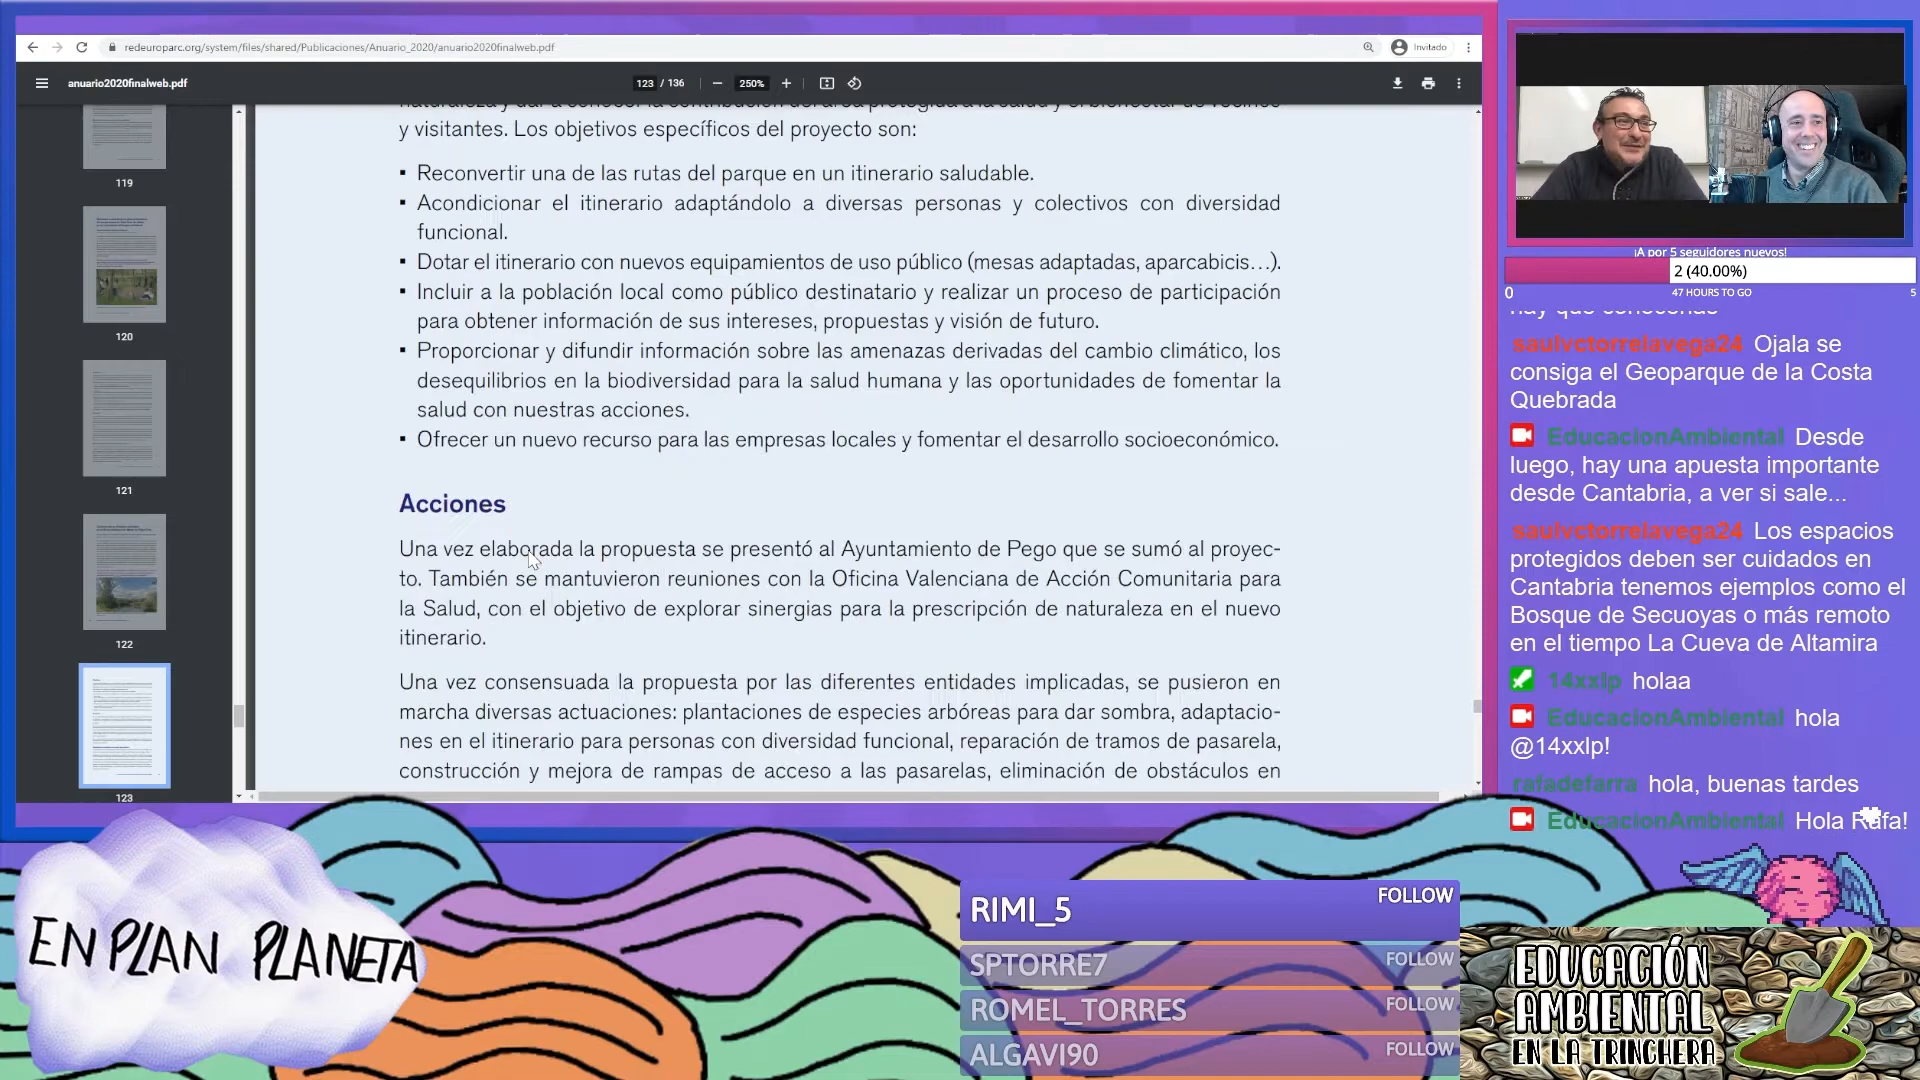 redeuroparc.org/system/files/shared/Publicaciones/Anuario_2020/anuario2020finalweb.pdf
Invitado
anuario2020finalweb.pdf
123 / 136
250%
119
120
121
122
123
y visitantes. Los objetivos específicos del proyecto son:
▪ Reconvertir una de las rutas del parque en un itinerario saludable.
▪ Acondicionar el itinerario adaptándolo a diversas personas y colectivos con diversidad
funcional.
▪ Dotar el itinerario con nuevos equipamientos de uso público (mesas adaptadas, aparcabicis…).
▪ Incluir a la población local como público destinatario y realizar un proceso de participación
para obtener información de sus intereses, propuestas y visión de futuro.
▪ Proporcionar y difundir información sobre las amenazas derivadas del cambio climático, los
desequilibrios en la biodiversidad para la salud humana y las oportunidades de fomentar la
salud con nuestras acciones.
▪ Ofrecer un nuevo recurso para las empresas locales y fomentar el desarrollo socioeconómico.
Acciones
Una vez elaborada la propuesta se presentó al Ayuntamiento de Pego que se sumó al proyec-
to. También se mantuvieron reuniones con la Oficina Valenciana de Acción Comunitaria para
la Salud, con el objetivo de explorar sinergias para la prescripción de naturaleza en el nuevo
itinerario.
Una vez consensuada la propuesta por las diferentes entidades implicadas, se pusieron en
marcha diversas actuaciones: plantaciones de especies arbóreas para dar sombra, adaptacio-
nes en el itinerario para personas con diversidad funcional, reparación de tramos de pasarela,
construcción y mejora de rampas de acceso a las pasarelas, eliminación de obstáculos en
¡A por 5 seguidores nuevos!
2 (40.00%)
0
47 HOURS TO GO
5
saulvctorrelavega24 Ojala se
consiga el Geoparque de la Costa
Quebrada
EducacionAmbiental Desde
luego, hay una apuesta importante
desde Cantabria, a ver si sale...
saulvctorrelavega24 Los espacios
protegidos deben ser cuidados en
Cantabria tenemos ejemplos como el
Bosque de Secuoyas o más remoto
en el tiempo La Cueva de Altamira
14xxlp holaa
EducacionAmbiental hola
@14xxlp!
rafadefarra hola, buenas tardes
EducacionAmbiental Hola Rafa!
EN PLAN PLANETA
RIMI_5 FOLLOW
SPTORRE7 FOLLOW
ROMEL_TORRES FOLLOW
ALGAVI90 FOLLOW
EDUCACIÓN
AMBIENTAL
EN LA TRINCHERA